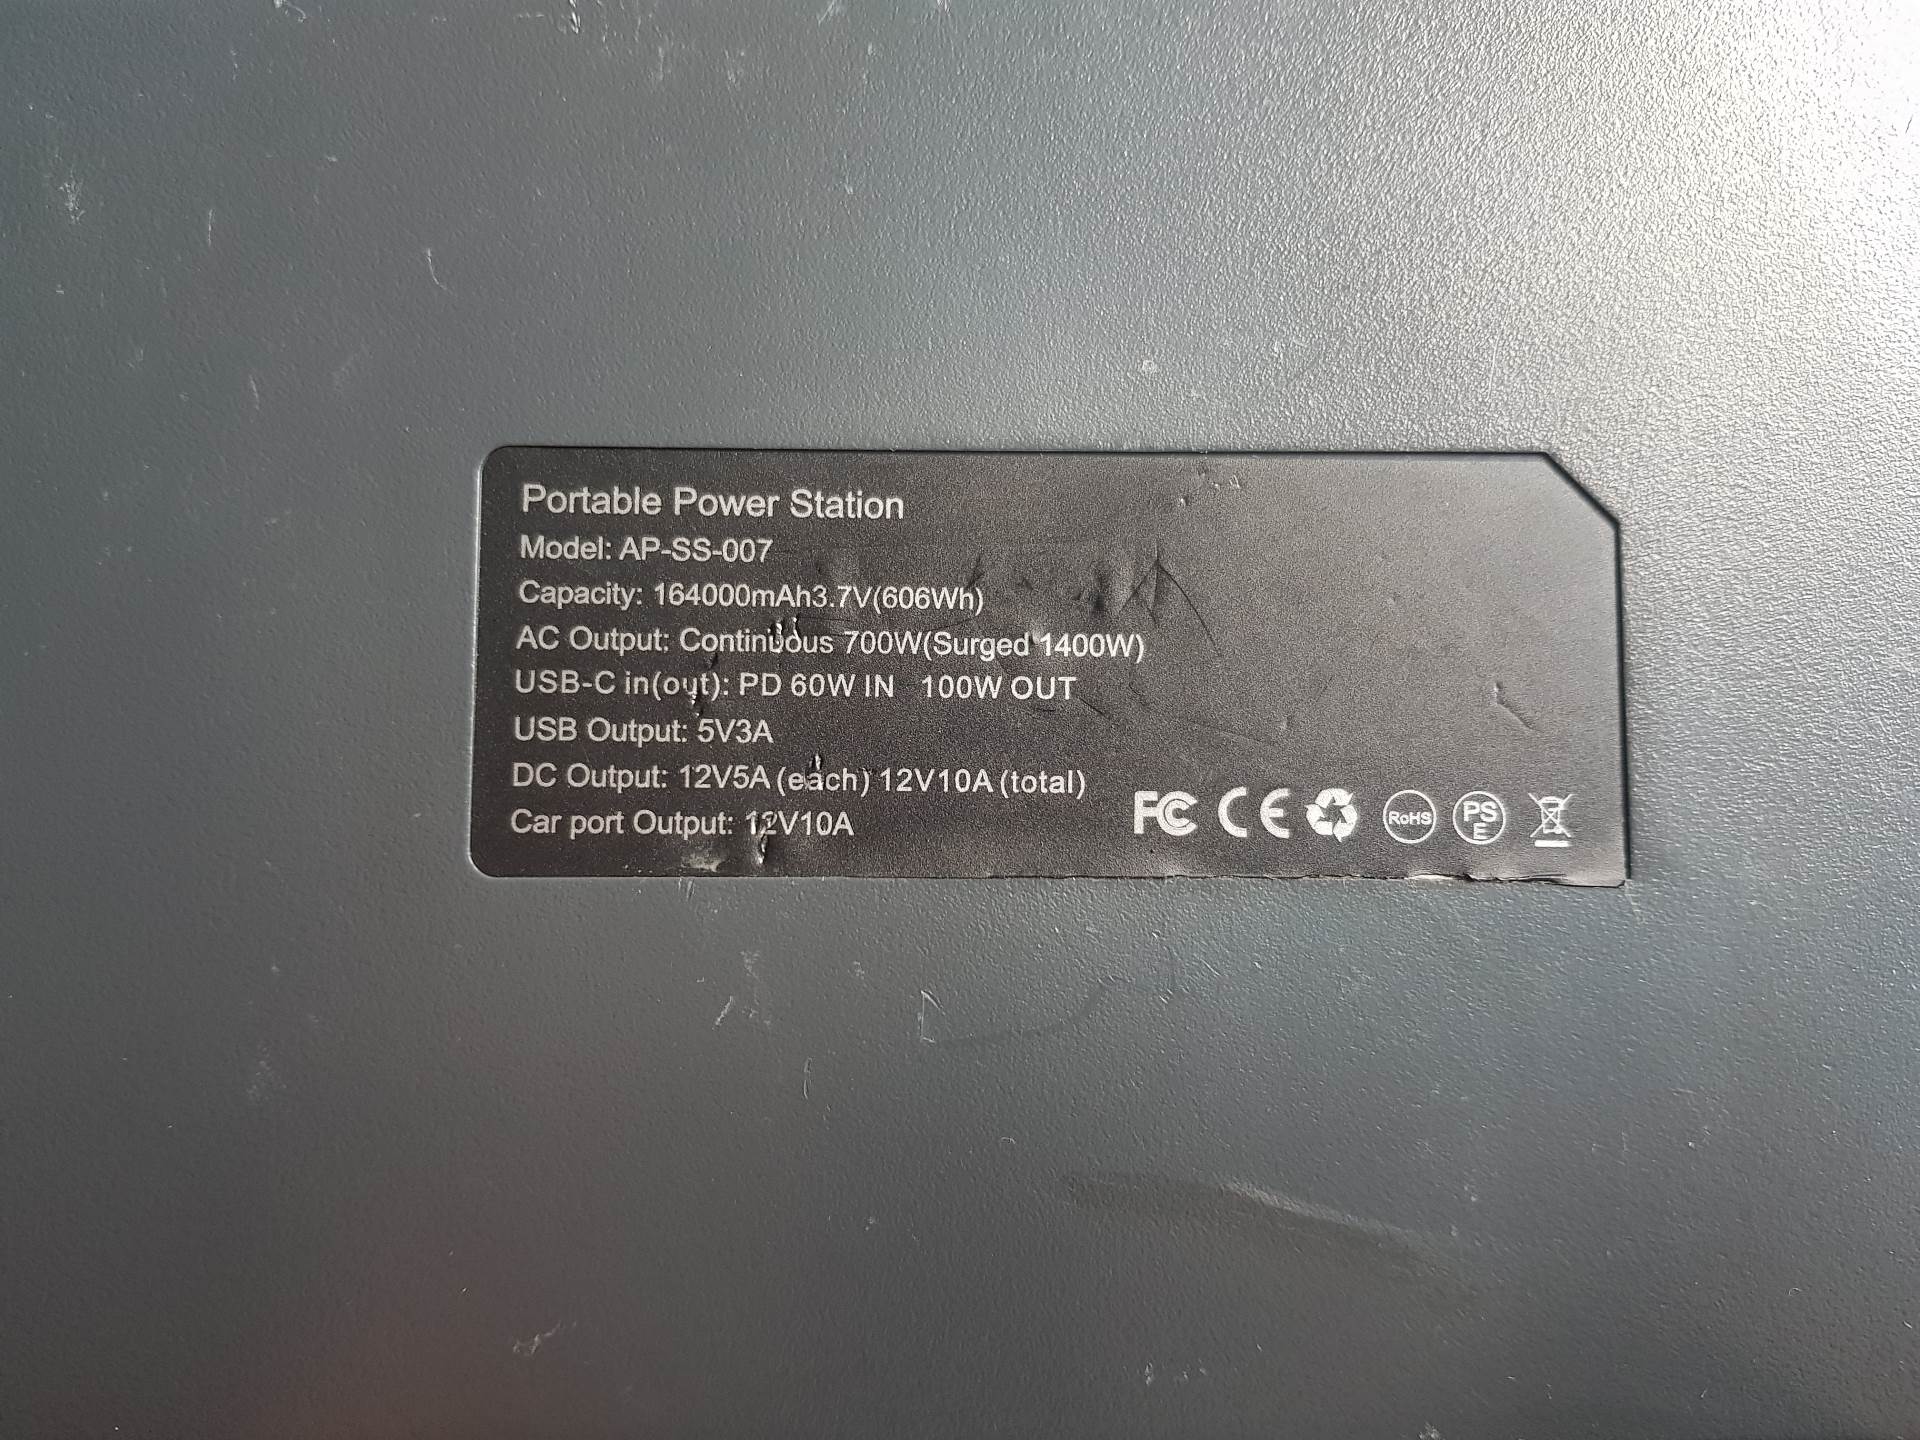 Portable Power Station
Model: AP-SS-007
Capacity: 164000mAh3.7V(606Wh)
AC Output: Continuous 700W(Surged 1400W)
USB-C in(out): PD 60W IN 100W OUT
USB Output: 5V3A
DC Output: 12V5A (each) 12V10A (total)
Car port Output: 12V10A
FC CE RoHS PS E